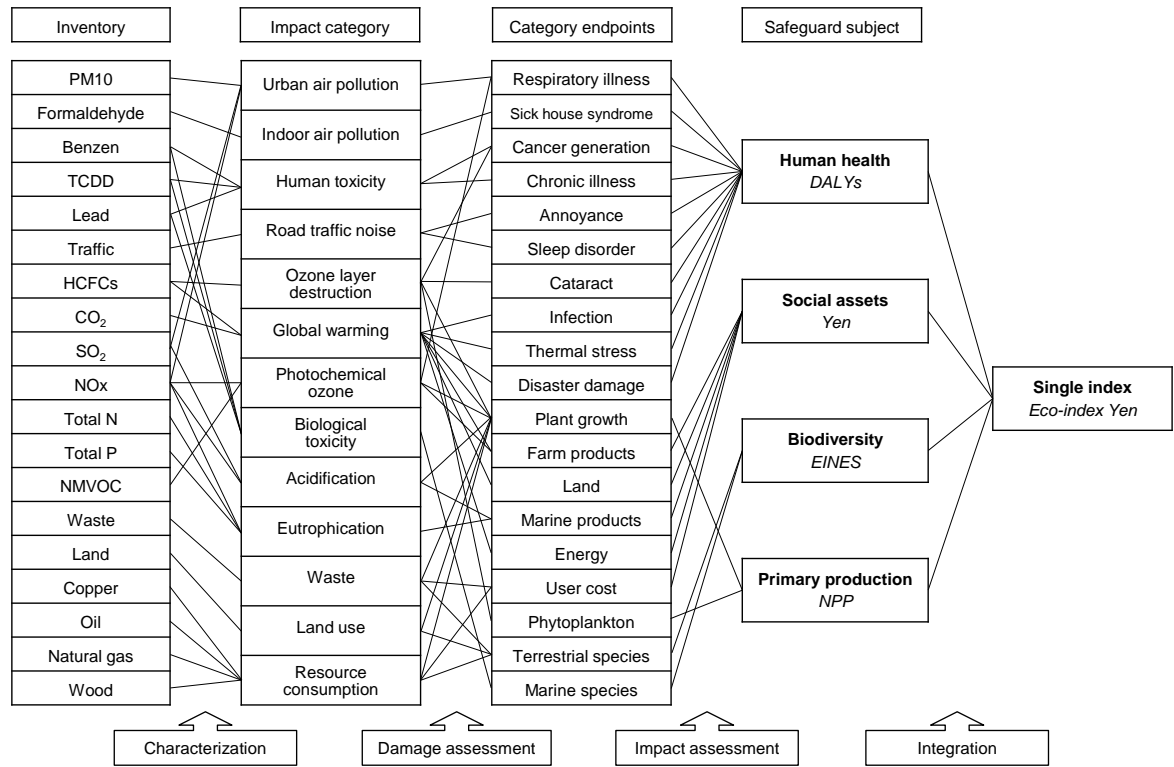 Inventory
Impact category
Category endpoints
Safeguard subject
PM10
Formaldehyde
Benzen
TCDD
Lead
Traffic
HCFCs
CO₂
SO₂
NOx
Total N
Total P
NMVOC
Waste
Land
Copper
Oil
Natural gas
Wood
Urban air pollution
Indoor air pollution
Human toxicity
Road traffic noise
Ozone layer
destruction
Global warming
Photochemical
ozone
Biological
toxicity
Acidification
Eutrophication
Waste
Land use
Resource
consumption
Respiratory illness
Sick house syndrome
Cancer generation
Chronic illness
Annoyance
Sleep disorder
Cataract
Infection
Thermal stress
Disaster damage
Plant growth
Farm products
Land
Marine products
Energy
User cost
Phytoplankton
Terrestrial species
Marine species
Human health
DALYs
Social assets
Yen
Biodiversity
EINES
Primary production
NPP
Single index
Eco-index Yen
Characterization
Damage assessment
Impact assessment
Integration